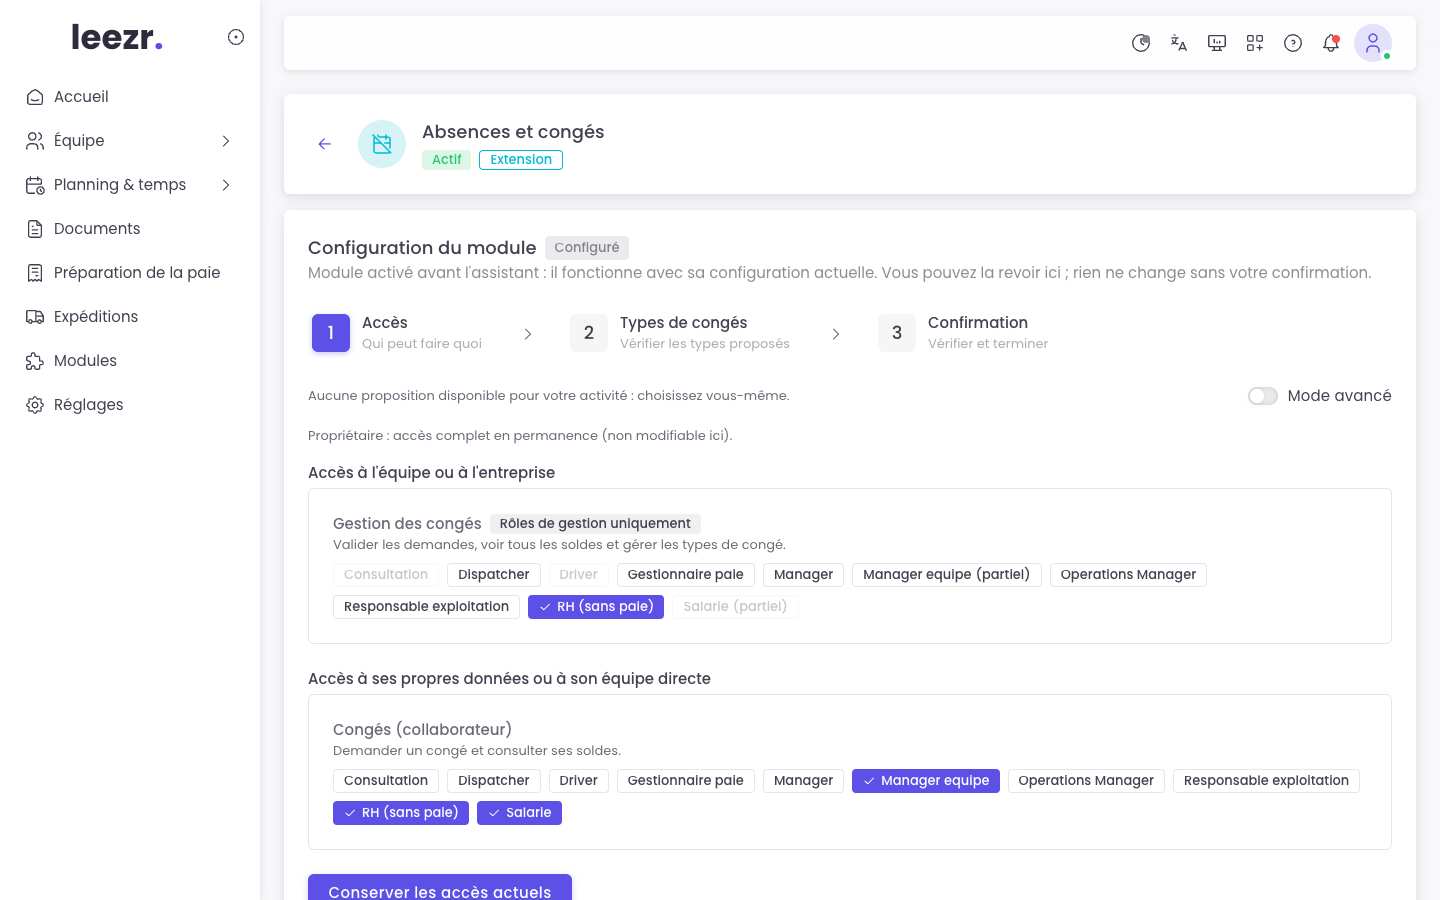 leezr.
Accueil
Équipe
Planning & temps
Documents
Préparation de la paie
Expéditions
Modules
Réglages
Absences et congés
Actif
Extension
Configuration du module
Configuré
Module activé avant l'assistant : il fonctionne avec sa configuration actuelle. Vous pouvez la revoir ici ; rien ne change sans votre confirmation.
1
Accès
Qui peut faire quoi
2
Types de congés
Vérifier les types proposés
3
Confirmation
Vérifier et terminer
Aucune proposition disponible pour votre activité : choisissez vous-même.
Mode avancé
Propriétaire : accès complet en permanence (non modifiable ici).
Accès à l'équipe ou à l'entreprise
Gestion des congés
Rôles de gestion uniquement
Valider les demandes, voir tous les soldes et gérer les types de congé.
Consultation
Dispatcher
Driver
Gestionnaire paie
Manager
Manager equipe (partiel)
Operations Manager
Responsable exploitation
RH (sans paie)
Salarie (partiel)
Accès à ses propres données ou à son équipe directe
Congés (collaborateur)
Demander un congé et consulter ses soldes.
Consultation
Dispatcher
Driver
Gestionnaire paie
Manager
Manager equipe
Operations Manager
Responsable exploitation
RH (sans paie)
Salarie
Conserver les accès actuels